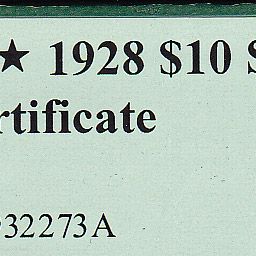 ★ 1928 $10 S
rtificate
32273A